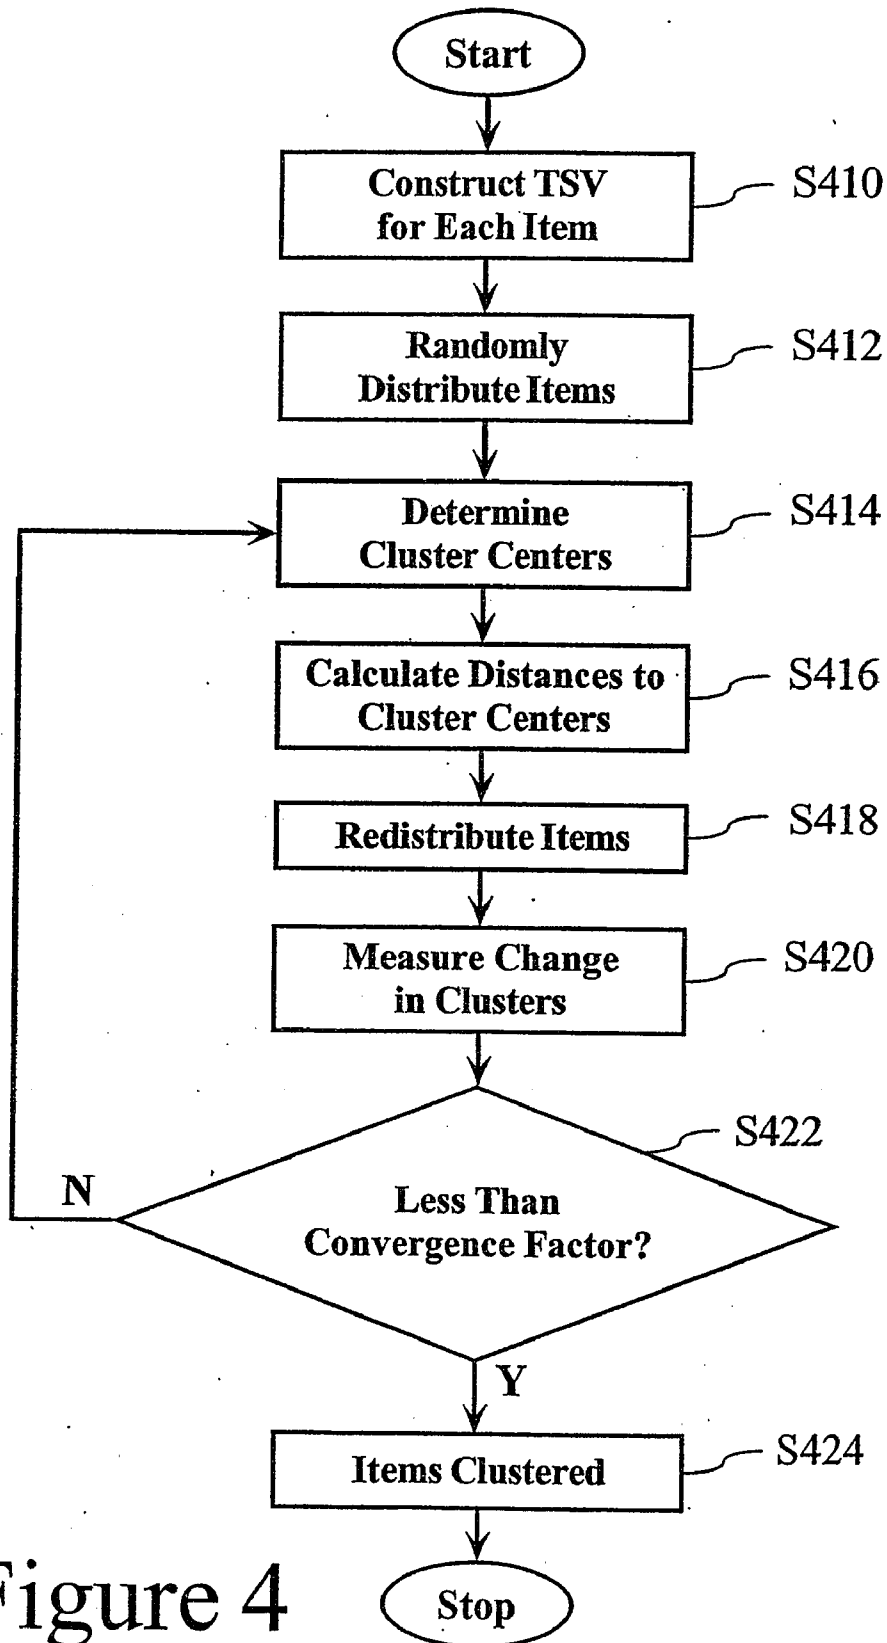 Start
Construct TSV
for Each Item
S410
Randomly
Distribute Items
S412
Determine
Cluster Centers
S414
Calculate Distances to
Cluster Centers
S416
Redistribute Items
S418
Measure Change
in Clusters
S420
S422
Less Than
Convergence Factor?
N
Y
Items Clustered
S424
Stop
Figure 4